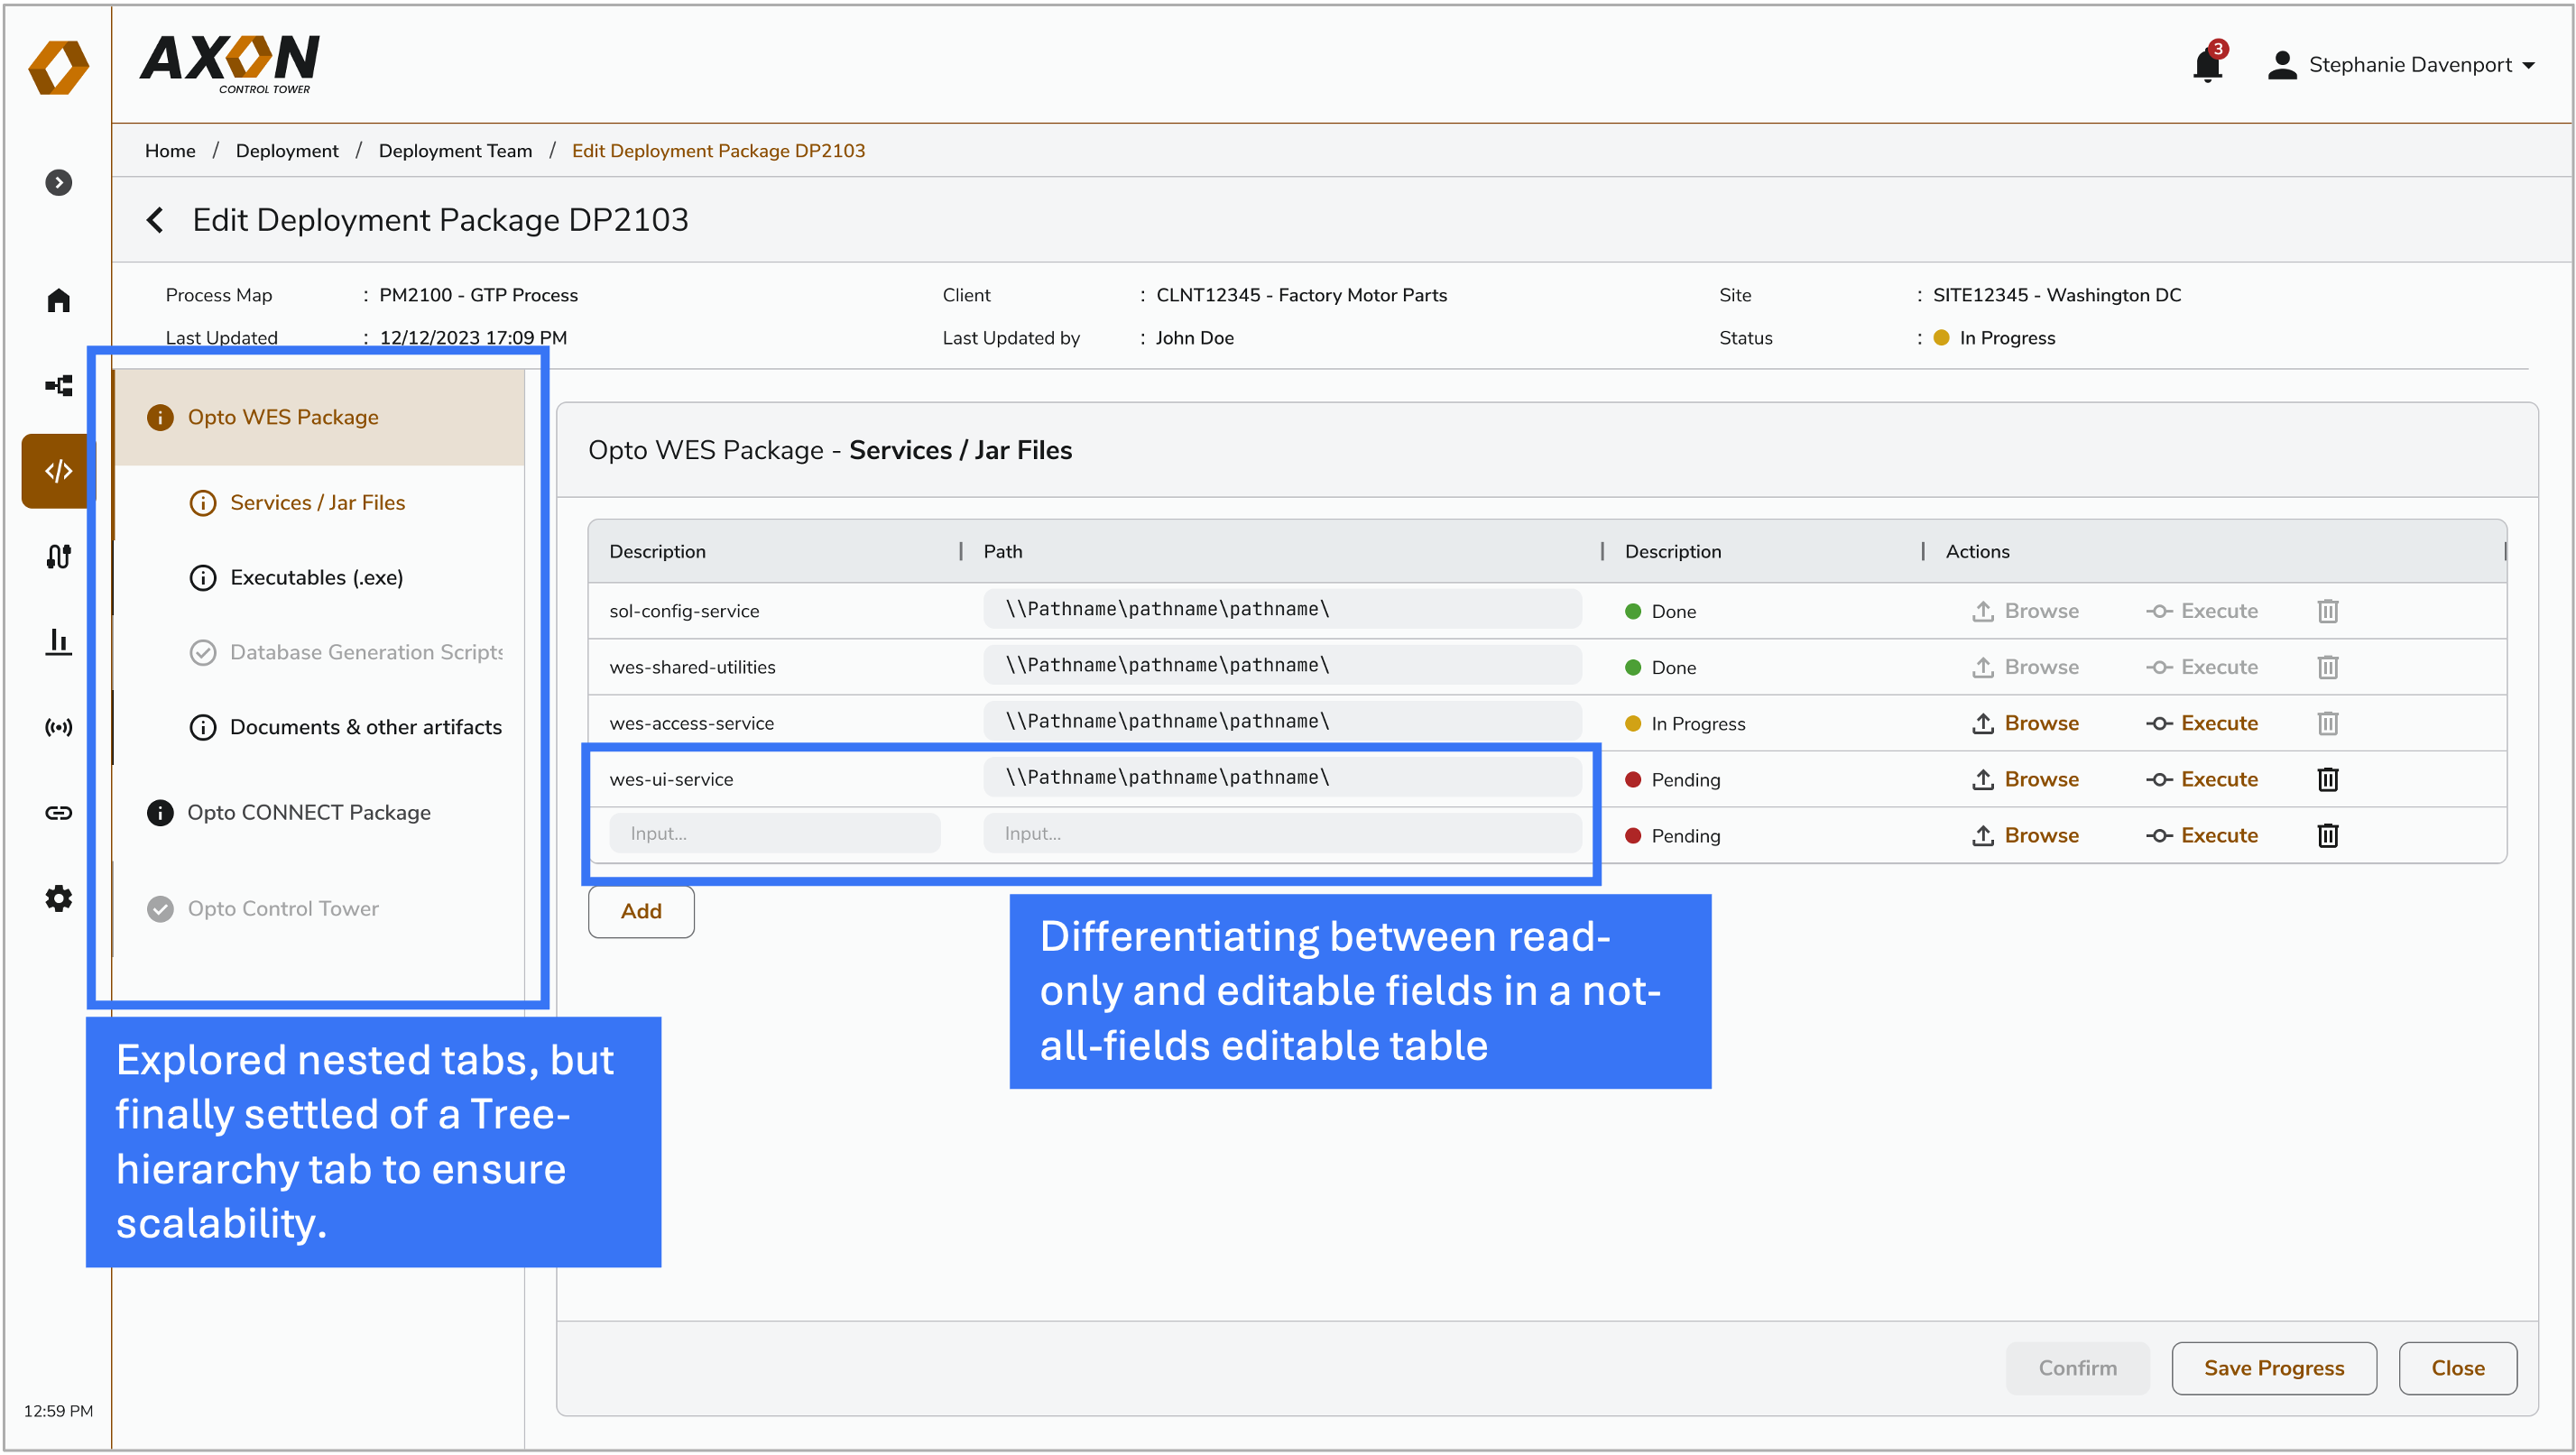 AXON
CONTROL TOWER
3
Stephanie Davenport
Home / Deployment / Deployment Team / Edit Deployment Package DP2103
Edit Deployment Package DP2103
Process Map : PM2100 - GTP Process
Client : CLNT12345 - Factory Motor Parts
Site : SITE12345 - Washington DC
Last Updated : 12/12/2023 17:09 PM
Last Updated by : John Doe
Status : In Progress
Opto WES Package
Services / Jar Files
Executables (.exe)
Database Generation Scripts
Documents & other artifacts
Opto CONNECT Package
Opto Control Tower
Explored nested tabs, but
finally settled of a Tree-
hierarchy tab to ensure
scalability.
Opto WES Package - Services / Jar Files
Description | Path | Description | Actions |
sol-config-service \\Pathname\pathname\pathname\ Done Browse Execute
wes-shared-utilities \\Pathname\pathname\pathname\ Done Browse Execute
wes-access-service \\Pathname\pathname\pathname\ In Progress Browse Execute
wes-ui-service \\Pathname\pathname\pathname\ Pending Browse Execute
Input... Input... Pending Browse Execute
Add
Differentiating between read-
only and editable fields in a not-
all-fields editable table
Confirm Save Progress Close
12:59 PM